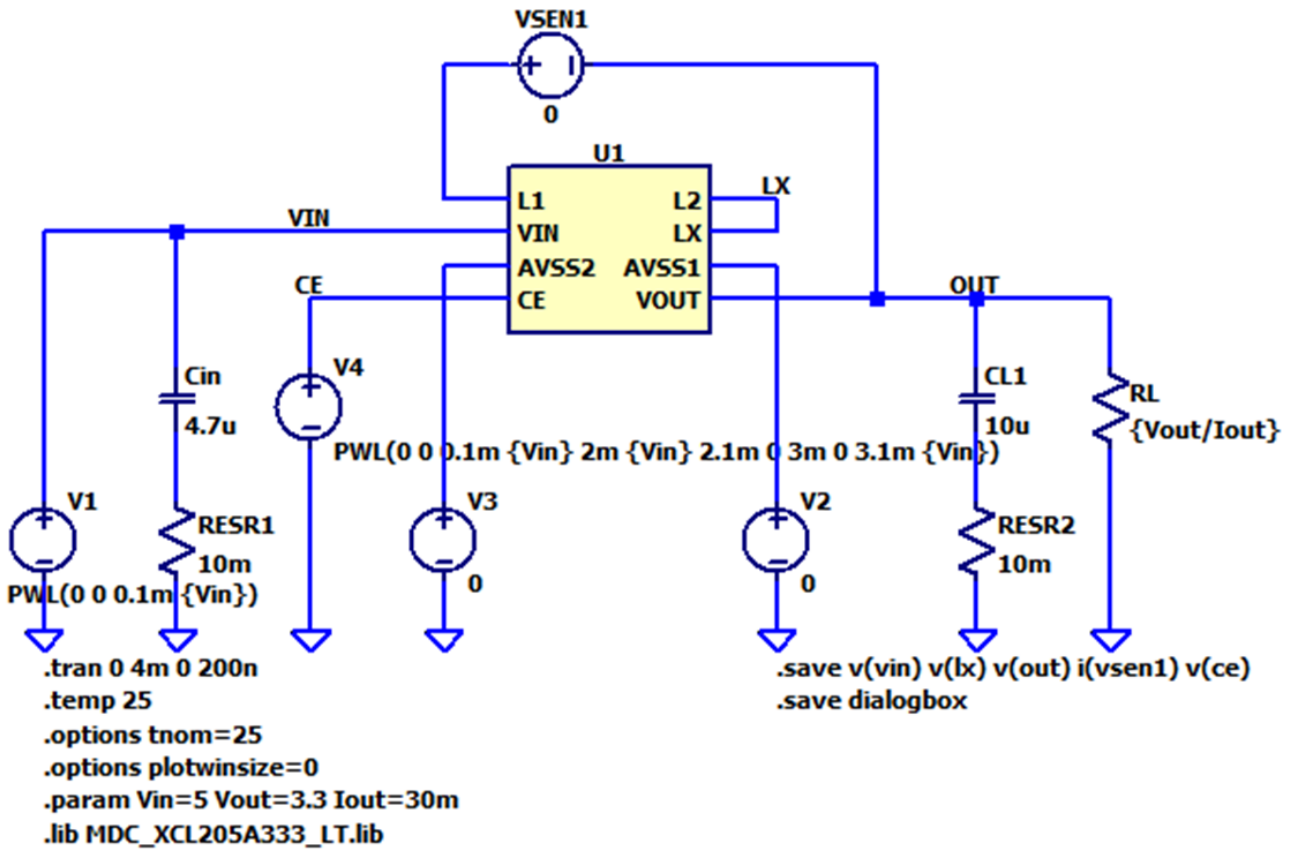 VSEN1
0
U1
L1
L2
LX
VIN
VIN
LX
AVSS2
AVSS1
CE
CE
VOUT
OUT
V4
Cin
4.7u
CL1
10u
RL
{Vout/Iout}
PWL(0 0 0.1m {Vin} 2m {Vin} 2.1m 0 3m 0 3.1m {Vin})
V1
V3
V2
RESR1
10m
RESR2
10m
0
0
PWL(0 0 0.1m {Vin})
.tran 0 4m 0 200n
.temp 25
.options tnom=25
.options plotwinsize=0
.param Vin=5 Vout=3.3 Iout=30m
.lib MDC_XCL205A333_LT.lib
.save v(vin) v(lx) v(out) i(vsen1) v(ce)
.save dialogbox